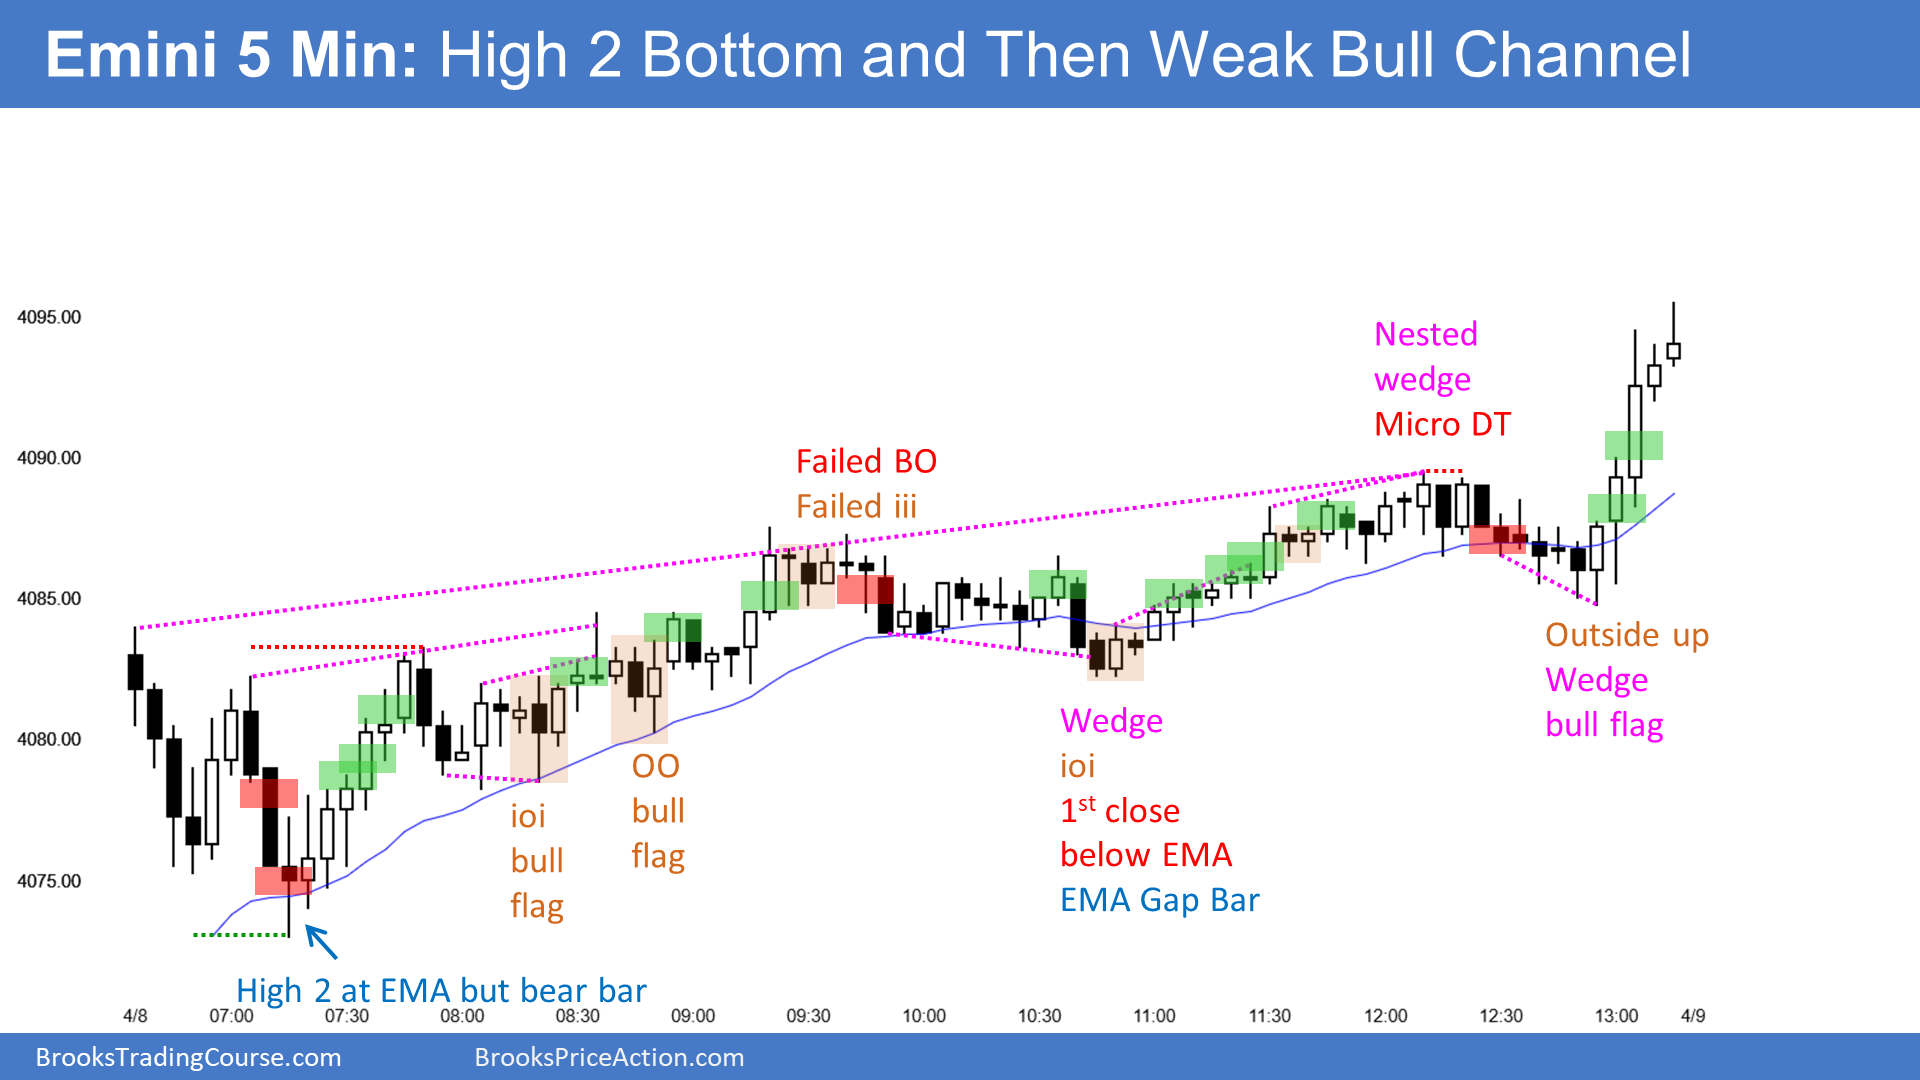 Emini 5 Min: High 2 Bottom and Then Weak Bull Channel
4095.00
4090.00
4085.00
4080.00
4075.00
Nested
wedge
Micro DT
Failed BO
Failed iii
Outside up
Wedge
bull flag
Wedge
ioi
1st close
below EMA
EMA Gap Bar
OO
bull
flag
ioi
bull
flag
High 2 at EMA but bear bar
4/8 07:00 07:30 08:00 08:30 09:00 09:30 10:00 10:30 11:00 11:30 12:00 12:30 13:00 4/9
BrooksTradingCourse.com BrooksPriceAction.com